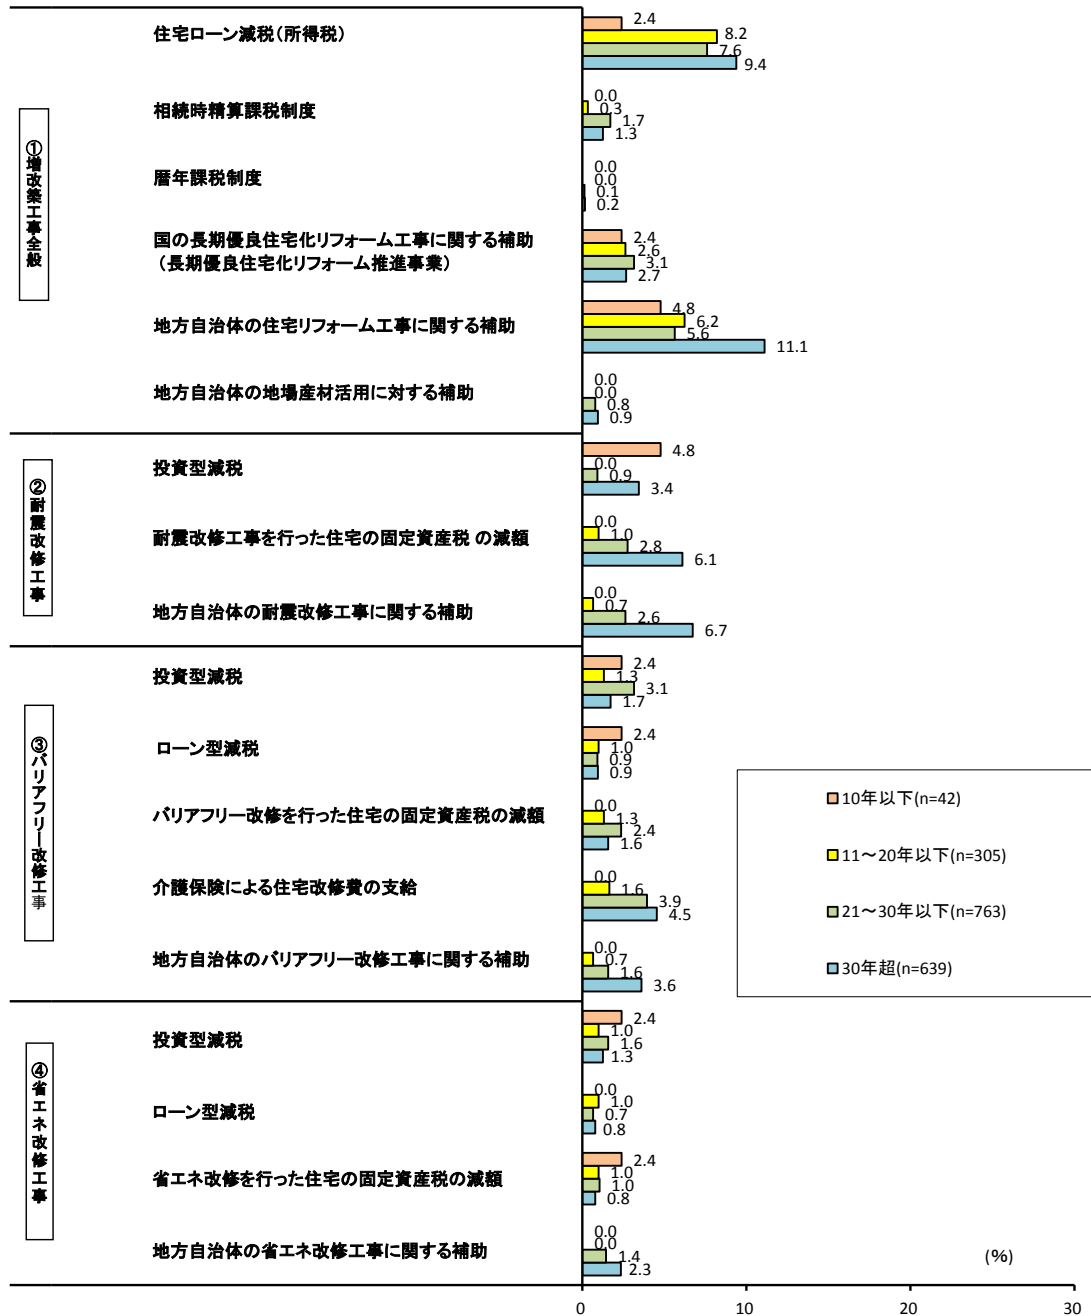 ①増改築工事全般
住宅ローン減税（所得税）
2.4
8.2
7.6
9.4
相続時精算課税制度
0.0
0.3
1.7
1.3
暦年課税制度
0.0
0.0
0.1
0.2
国の長期優良住宅化リフォーム工事に関する補助
（長期優良住宅化リフォーム推進事業）
2.4
2.6
3.1
2.7
地方自治体の住宅リフォーム工事に関する補助
4.8
6.2
5.6
11.1
地方自治体の地場産材活用に対する補助
0.0
0.0
0.8
0.9
②耐震改修工事
投資型減税
4.8
0.0
0.9
3.4
耐震改修工事を行った住宅の固定資産税 の減額
0.0
1.0
2.8
6.1
地方自治体の耐震改修工事に関する補助
0.0
0.7
2.6
6.7
③バリアフリー改修工事
投資型減税
2.4
1.3
3.1
1.7
ローン型減税
2.4
1.0
0.9
0.9
バリアフリー改修を行った住宅の固定資産税の減額
0.0
1.3
2.4
1.6
介護保険による住宅改修費の支給
0.0
1.6
3.9
4.5
地方自治体のバリアフリー改修工事に関する補助
0.0
0.7
1.6
3.6
④省エネ改修工事
投資型減税
2.4
1.0
1.6
1.3
ローン型減税
0.0
1.0
0.7
0.8
省エネ改修を行った住宅の固定資産税の減額
2.4
1.0
1.0
0.8
地方自治体の省エネ改修工事に関する補助
0.0
0.0
1.4
2.3
10年以下(n=42)
11～20年以下(n=305)
21～30年以下(n=763)
30年超(n=639)
(%)
0 10 20 30